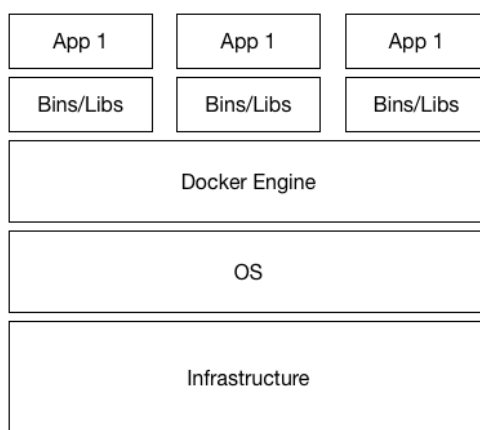 App 1 App 1 App 1
Bins/Libs Bins/Libs Bins/Libs
Docker Engine
OS
Infrastructure